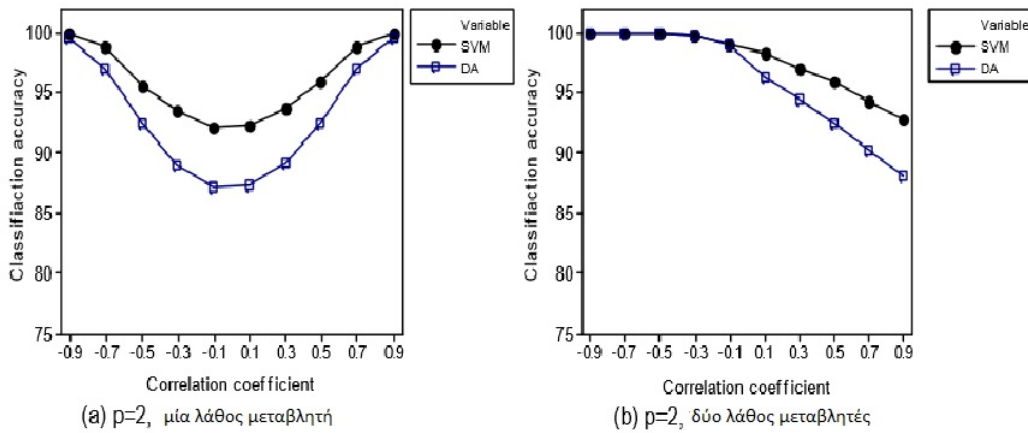 100
95
90
85
80
75
Classifiaction accuracy
-0.9 -0.7 -0.5 -0.3 -0.1 0.1 0.3 0.5 0.7 0.9
Correlation coefficient
Variable
SVM
DA
(a) p=2, μία λάθος μεταβλητή
100
95
90
85
80
75
Classifiaction accuracy
-0.9 -0.7 -0.5 -0.3 -0.1 0.1 0.3 0.5 0.7 0.9
Correlation coefficient
Variable
SVM
DA
(b) p=2, δύο λάθος μεταβλητές